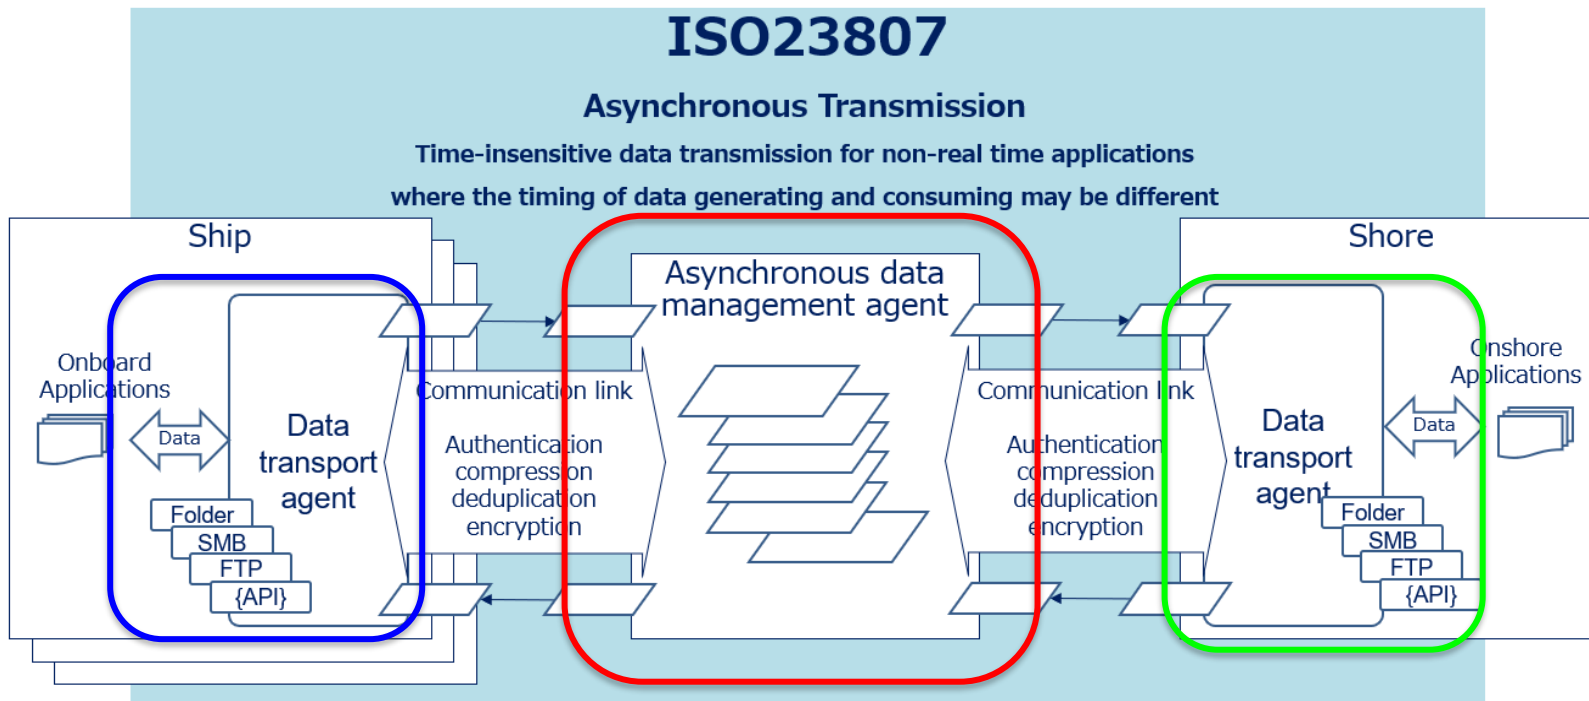 ISO23807
Asynchronous Transmission
Time-insensitive data transmission for non-real time applications
where the timing of data generating and consuming may be different
Ship
Onboard
Applications
Data
Data
transport
agent
Folder
SMB
FTP
{API}
Communication link
Authentication
compression
deduplication
encryption
Asynchronous data
management agent
Communication link
Authentication
compression
deduplication
encryption
Shore
Data
transport
agent
Folder
SMB
FTP
{API}
Data
Onshore
Applications